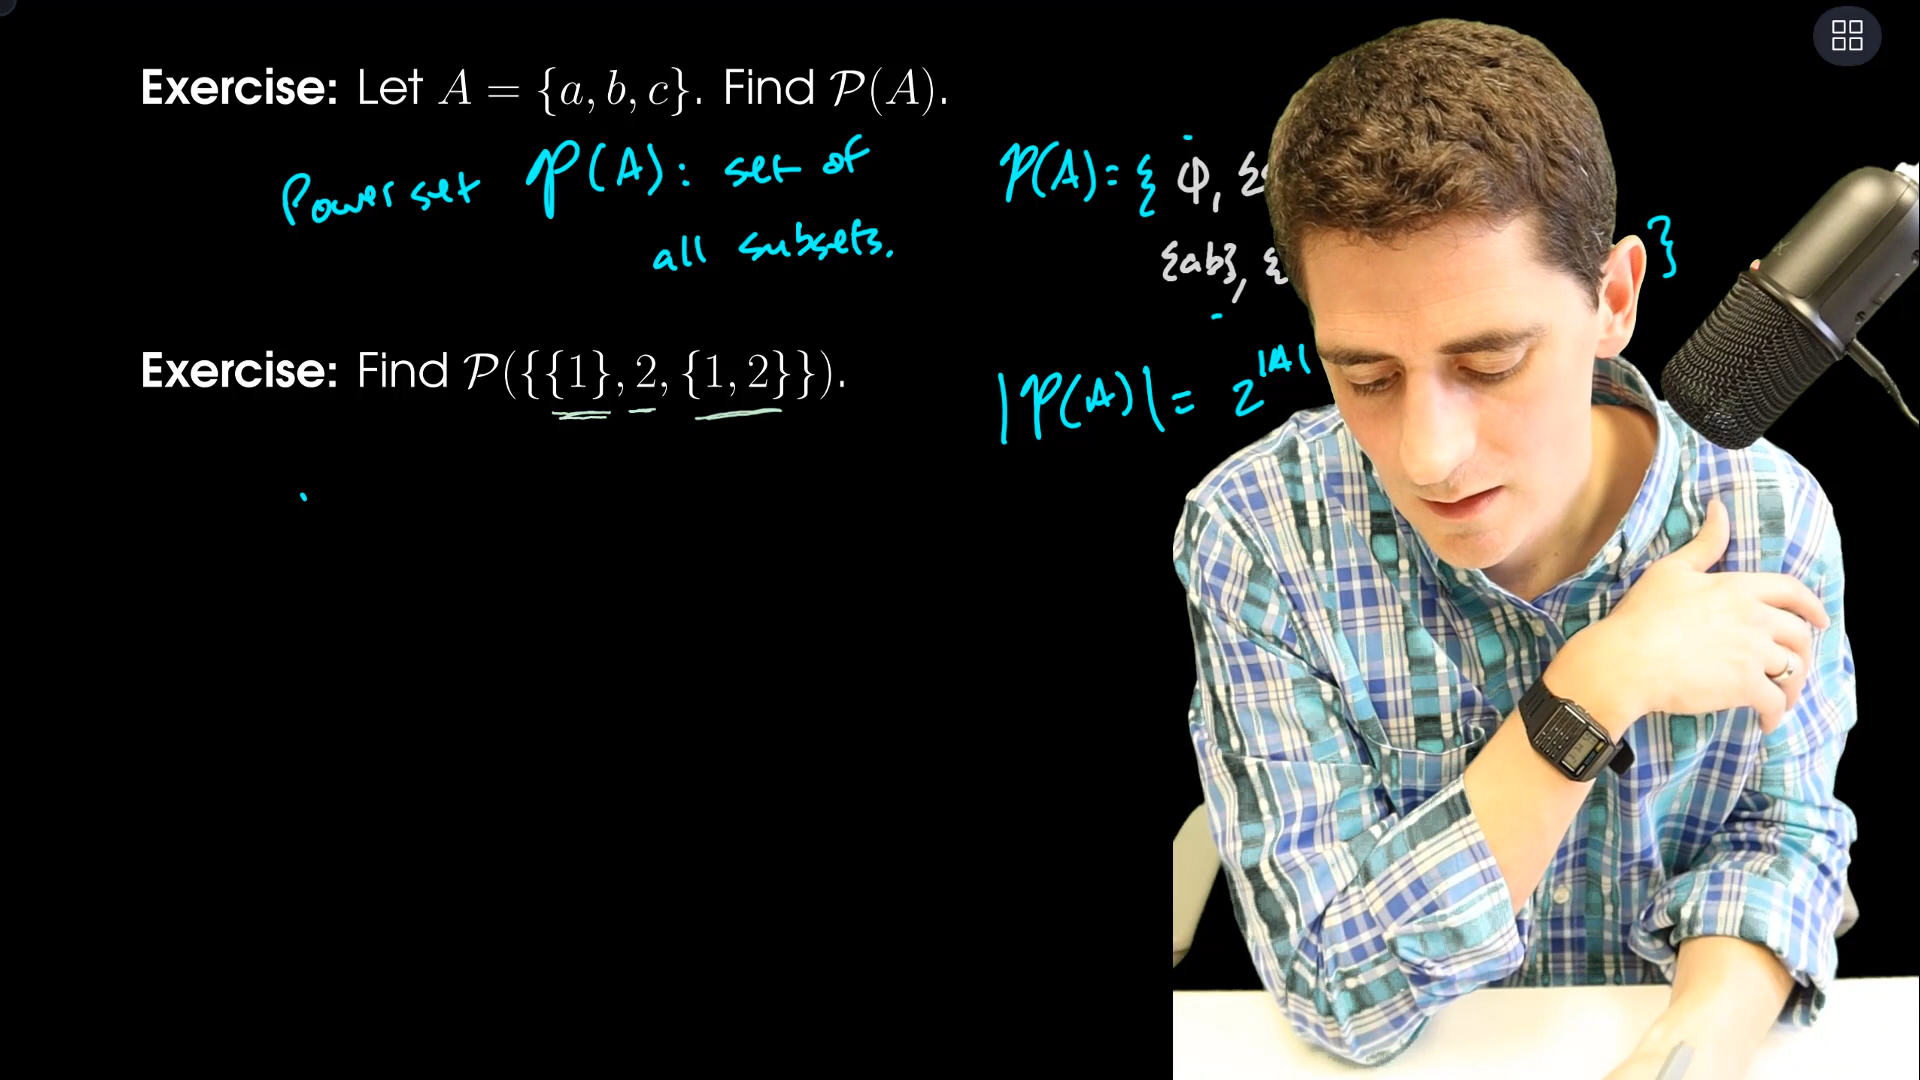 Exercise: Let A = {a, b, c}. Find 𝒫(A).
Power set 𝒫(A): set of
all subsets.
𝒫(A) = { Φ, {
{ab}, {
}
Exercise: Find 𝒫({{1}, 2, {1, 2}}).
|𝒫(A)| = 2^|A|